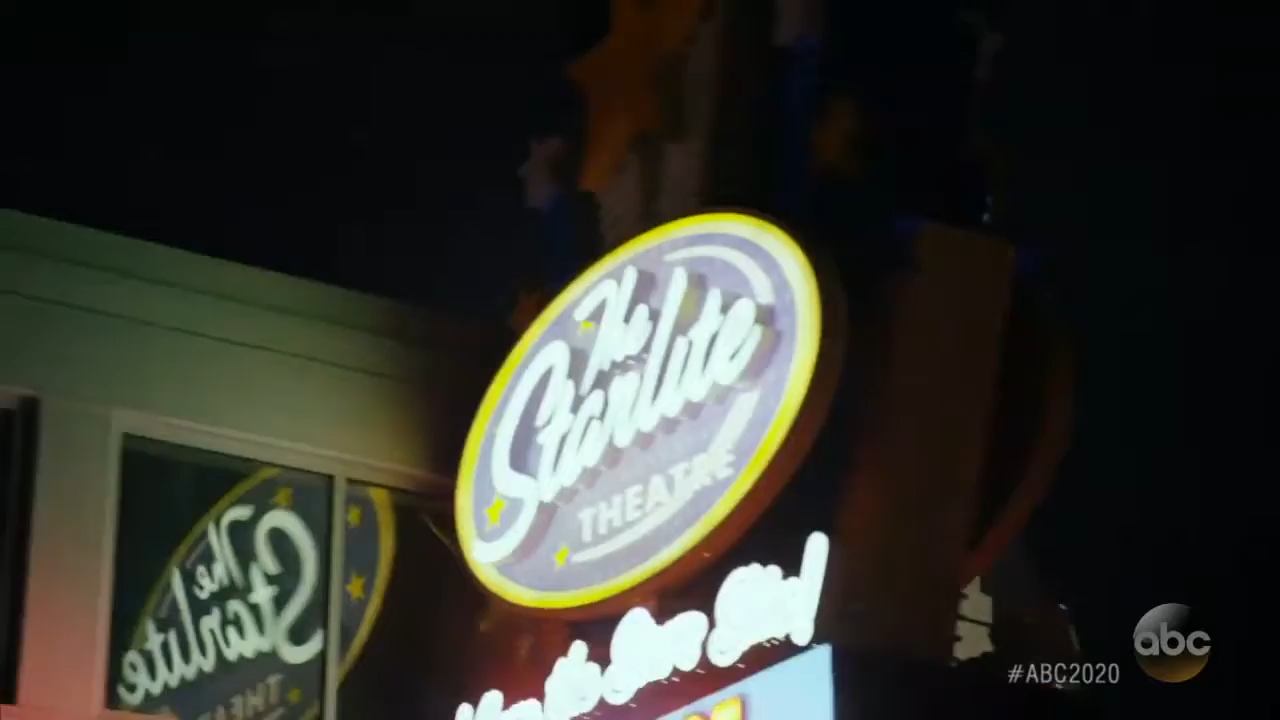 The
Starlite
THEATRE
The
Starlite
abc
#ABC2020